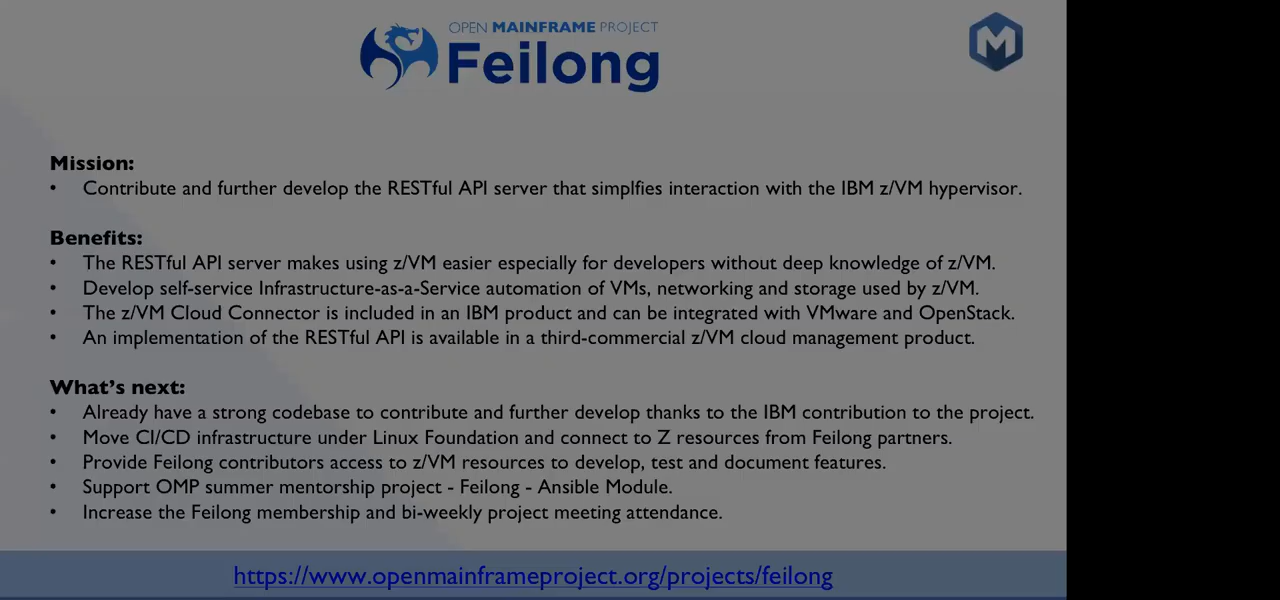 OPEN MAINFRAME PROJECT
Feilong
M
Mission:
• Contribute and further develop the RESTful API server that simplfies interaction with the IBM z/VM hypervisor.
Benefits:
• The RESTful API server makes using z/VM easier especially for developers without deep knowledge of z/VM.
• Develop self-service Infrastructure-as-a-Service automation of VMs, networking and storage used by z/VM.
• The z/VM Cloud Connector is included in an IBM product and can be integrated with VMware and OpenStack.
• An implementation of the RESTful API is available in a third-commercial z/VM cloud management product.
What's next:
• Already have a strong codebase to contribute and further develop thanks to the IBM contribution to the project.
• Move CI/CD infrastructure under Linux Foundation and connect to Z resources from Feilong partners.
• Provide Feilong contributors access to z/VM resources to develop, test and document features.
• Support OMP summer mentorship project - Feilong - Ansible Module.
• Increase the Feilong membership and bi-weekly project meeting attendance.
https://www.openmainframeproject.org/projects/feilong